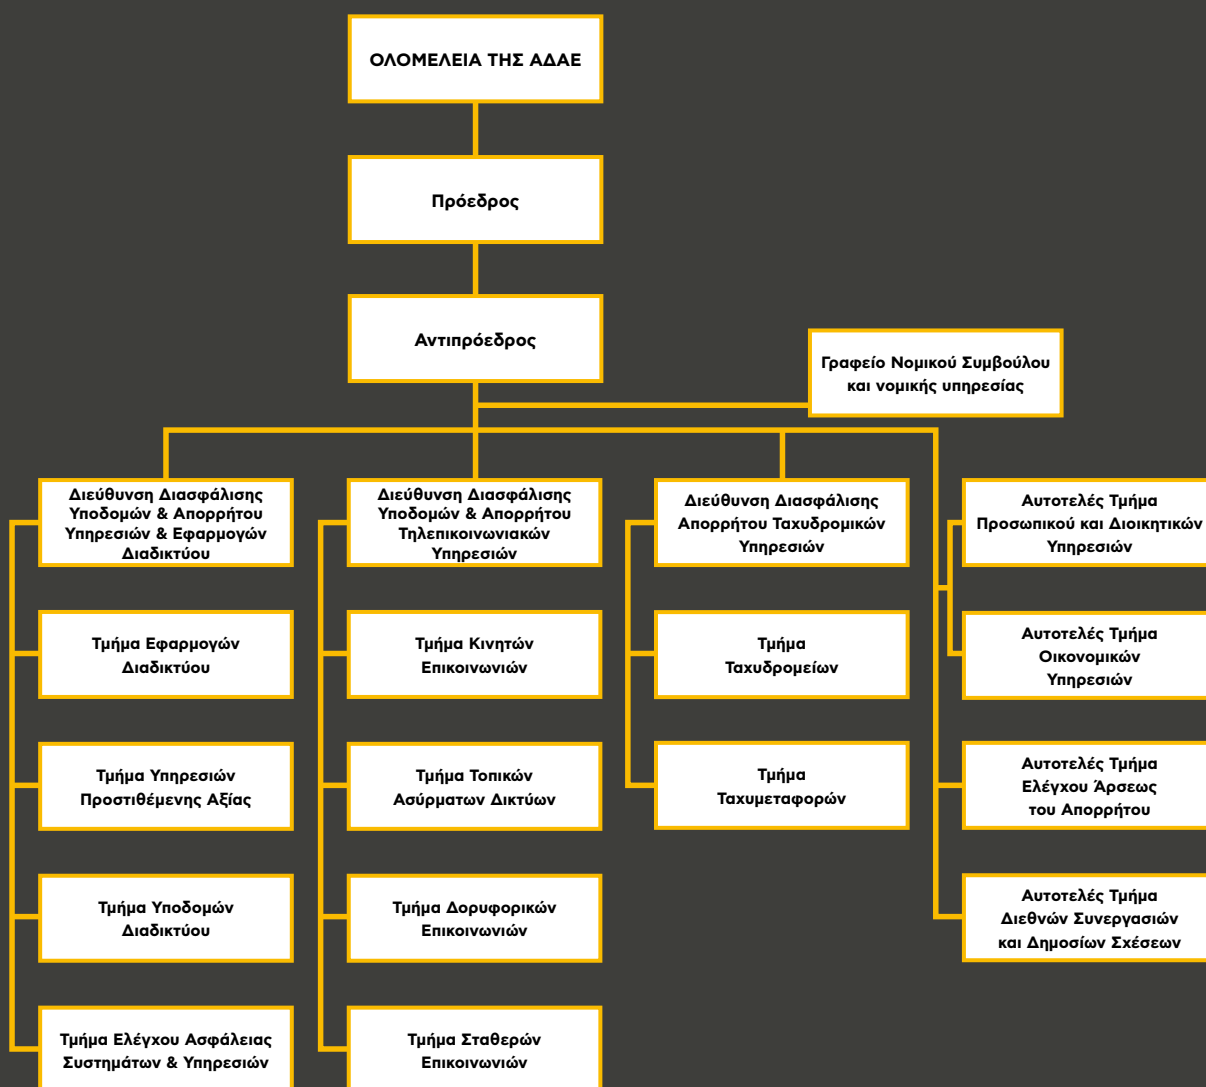 ΟΛΟΜΕΛΕΙΑ ΤΗΣ ΑΔΑΕ
Πρόεδρος
Αντιπρόεδρος
Γραφείο Νομικού Συμβούλου
και νομικής υπηρεσίας
Διεύθυνση Διασφάλισης
Υποδομών & Απορρήτου
Υπηρεσιών & Εφαρμογών
Διαδικτύου
Τμήμα Εφαρμογών
Διαδικτύου
Τμήμα Υπηρεσιών
Προστιθέμενης Αξίας
Τμήμα Υποδομών
Διαδικτύου
Τμήμα Ελέγχου Ασφάλειας
Συστημάτων & Υπηρεσιών
Διεύθυνση Διασφάλισης
Υποδομών & Απορρήτου
Τηλεπικοινωνιακών
Υπηρεσιών
Τμήμα Κινητών
Επικοινωνιών
Τμήμα Τοπικών
Ασύρματων Δικτύων
Τμήμα Δορυφορικών
Επικοινωνιών
Τμήμα Σταθερών
Επικοινωνιών
Διεύθυνση Διασφάλισης
Απορρήτου Ταχυδρομικών
Υπηρεσιών
Τμήμα
Ταχυδρομείων
Τμήμα
Ταχυμεταφορών
Αυτοτελές Τμήμα
Προσωπικού και Διοικητικών
Υπηρεσιών
Αυτοτελές Τμήμα
Οικονομικών
Υπηρεσιών
Αυτοτελές Τμήμα
Ελέγχου Άρσεως
του Απορρήτου
Αυτοτελές Τμήμα
Διεθνών Συνεργασιών
και Δημοσίων Σχέσεων